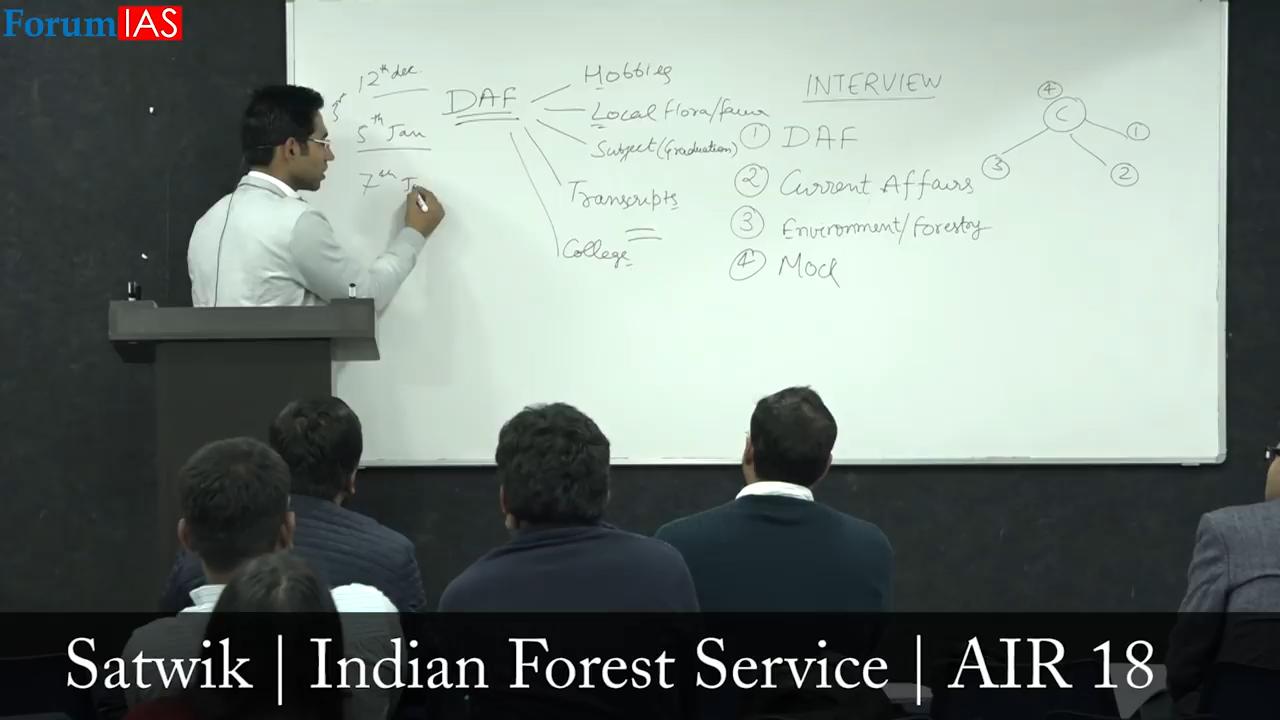 ForumIAS
12th dec.
5th Jan
7th
DAF
Hobbies
Local flora/fauna
Subject (Graduation)
Transcripts
College
INTERVIEW
① DAF
② Current Affairs
③ Environment/Forestry
④ Mock
④
C
①
②
③
Satwik | Indian Forest Service | AIR 18